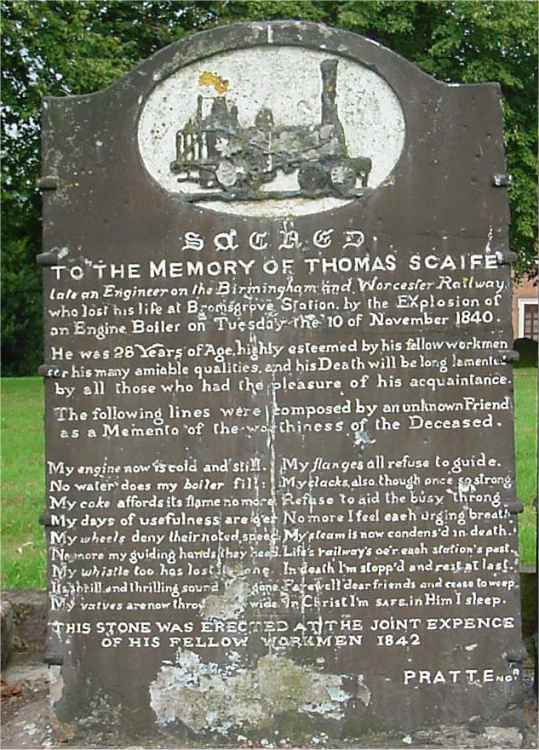 SACRED
TO THE MEMORY OF THOMAS SCAIFE
late an Engineer on the Birmingham and Worcester Railway,
who lost his life at Bromsgrove Station, by the Explosion of
an Engine Boiler on Tuesday the 10 of November 1840.
He was 28 Years of Age, highly esteemed by his fellow workmen
for his many amiable qualities, and his Death will be long lamented
by all those who had the pleasure of his acquaintance.
The following lines were composed by an unknown Friend
as a Memento of the worthiness of the Deceased.
My engine now is cold and still.
No water does my boiler fill:
My coke affords its flame no more
My days of usefulness are o'er
My wheels deny their noted speed
No more my guiding hands they heed
My whistle too has lost its tone
Its shrill and thrilling sound gone
My valves are now wide
My flanges all refuse to guide.
My clacks, also though once so strong
Refuse to aid the busy throng
No more I feel each urging breath
My steam is now condens'd in death.
Life's railway's oe'r each station's past
In death I'm stopp'd and rest at last.
Farewell dear friends and cease to weep
In Christ I'm SAFE, in Him I sleep.
THIS STONE WAS ERECTED AT THE JOINT EXPENCE
OF HIS FELLOW WORKMEN 1842
PRATT. Engr.